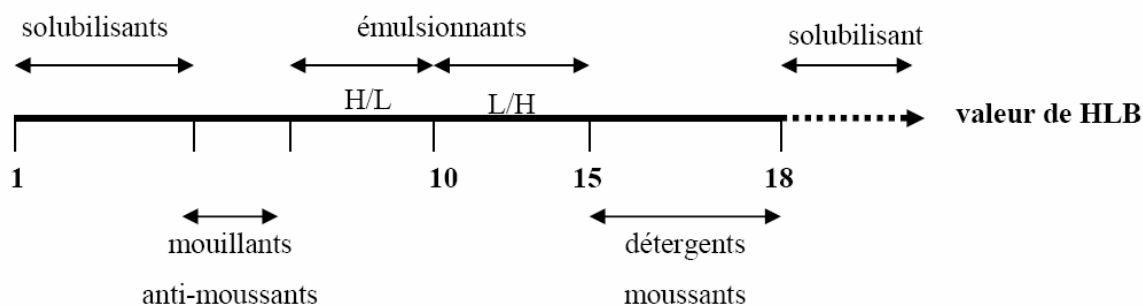 solubilisants émulsionnants solubilisant
H/L L/H
valeur de HLB
1 10 15 18
mouillants détergents
anti-moussants moussants